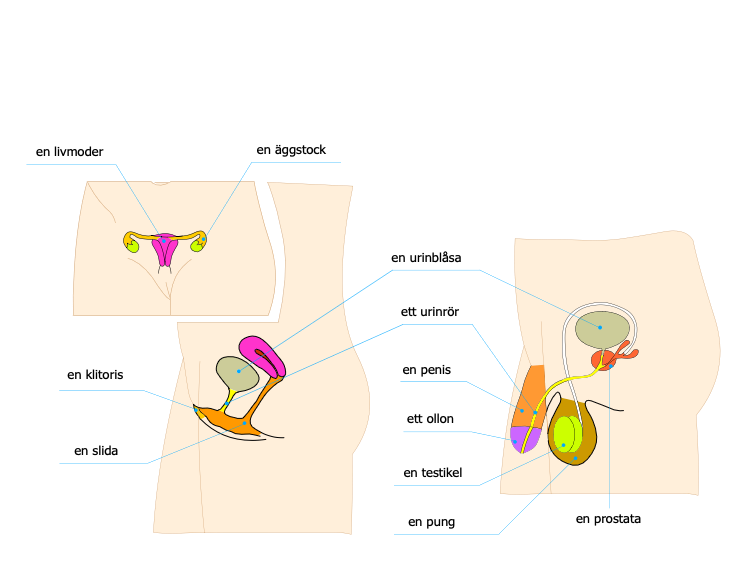 en livmoder
en äggstock
en urinblåsa
ett urinrör
en klitoris
en penis
ett ollon
en slida
en testikel
en pung
en prostata